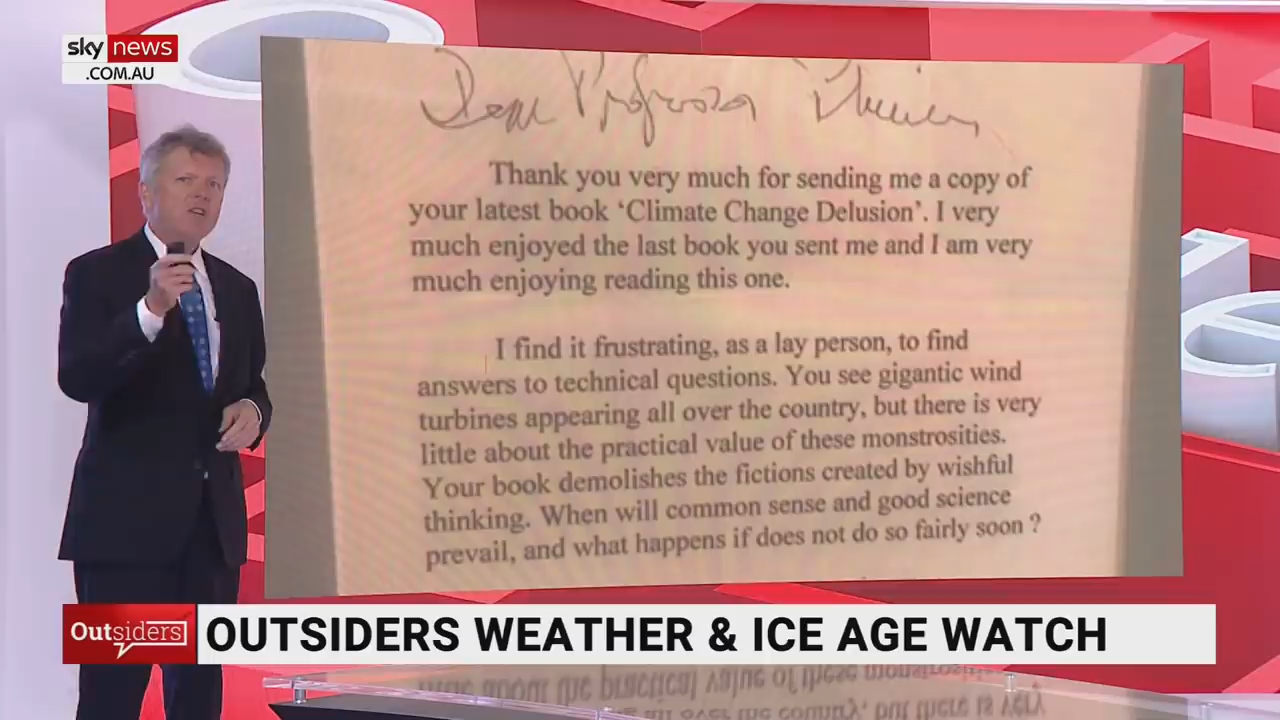 sky news
.COM.AU
Dear Professor
Thank you very much for sending me a copy of
your latest book ‘Climate Change Delusion’. I very
much enjoyed the last book you sent me and I am very
much enjoying reading this one.
I find it frustrating, as a lay person, to find
answers to technical questions. You see gigantic wind
turbines appearing all over the country, but there is very
little about the practical value of these monstrosities.
Your book demolishes the fictions created by wishful
thinking. When will common sense and good science
prevail, and what happens if does not do so fairly soon ?
Outsiders
OUTSIDERS WEATHER & ICE AGE WATCH